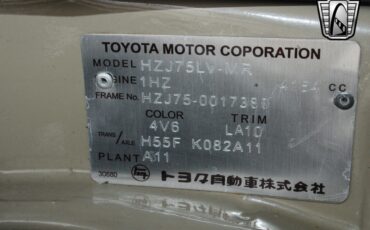 TOYOTA MOTOR COPORATION
MODEL HZJ75LV-MR
ENGINE 1HZ 4164 CC
FRAME No. HZJ75-0017380
COLOR TRIM
4V6 LA10
TRANS/AXLE H55F K082A11
PLANT A11
30680 トヨタ自動車株式会社